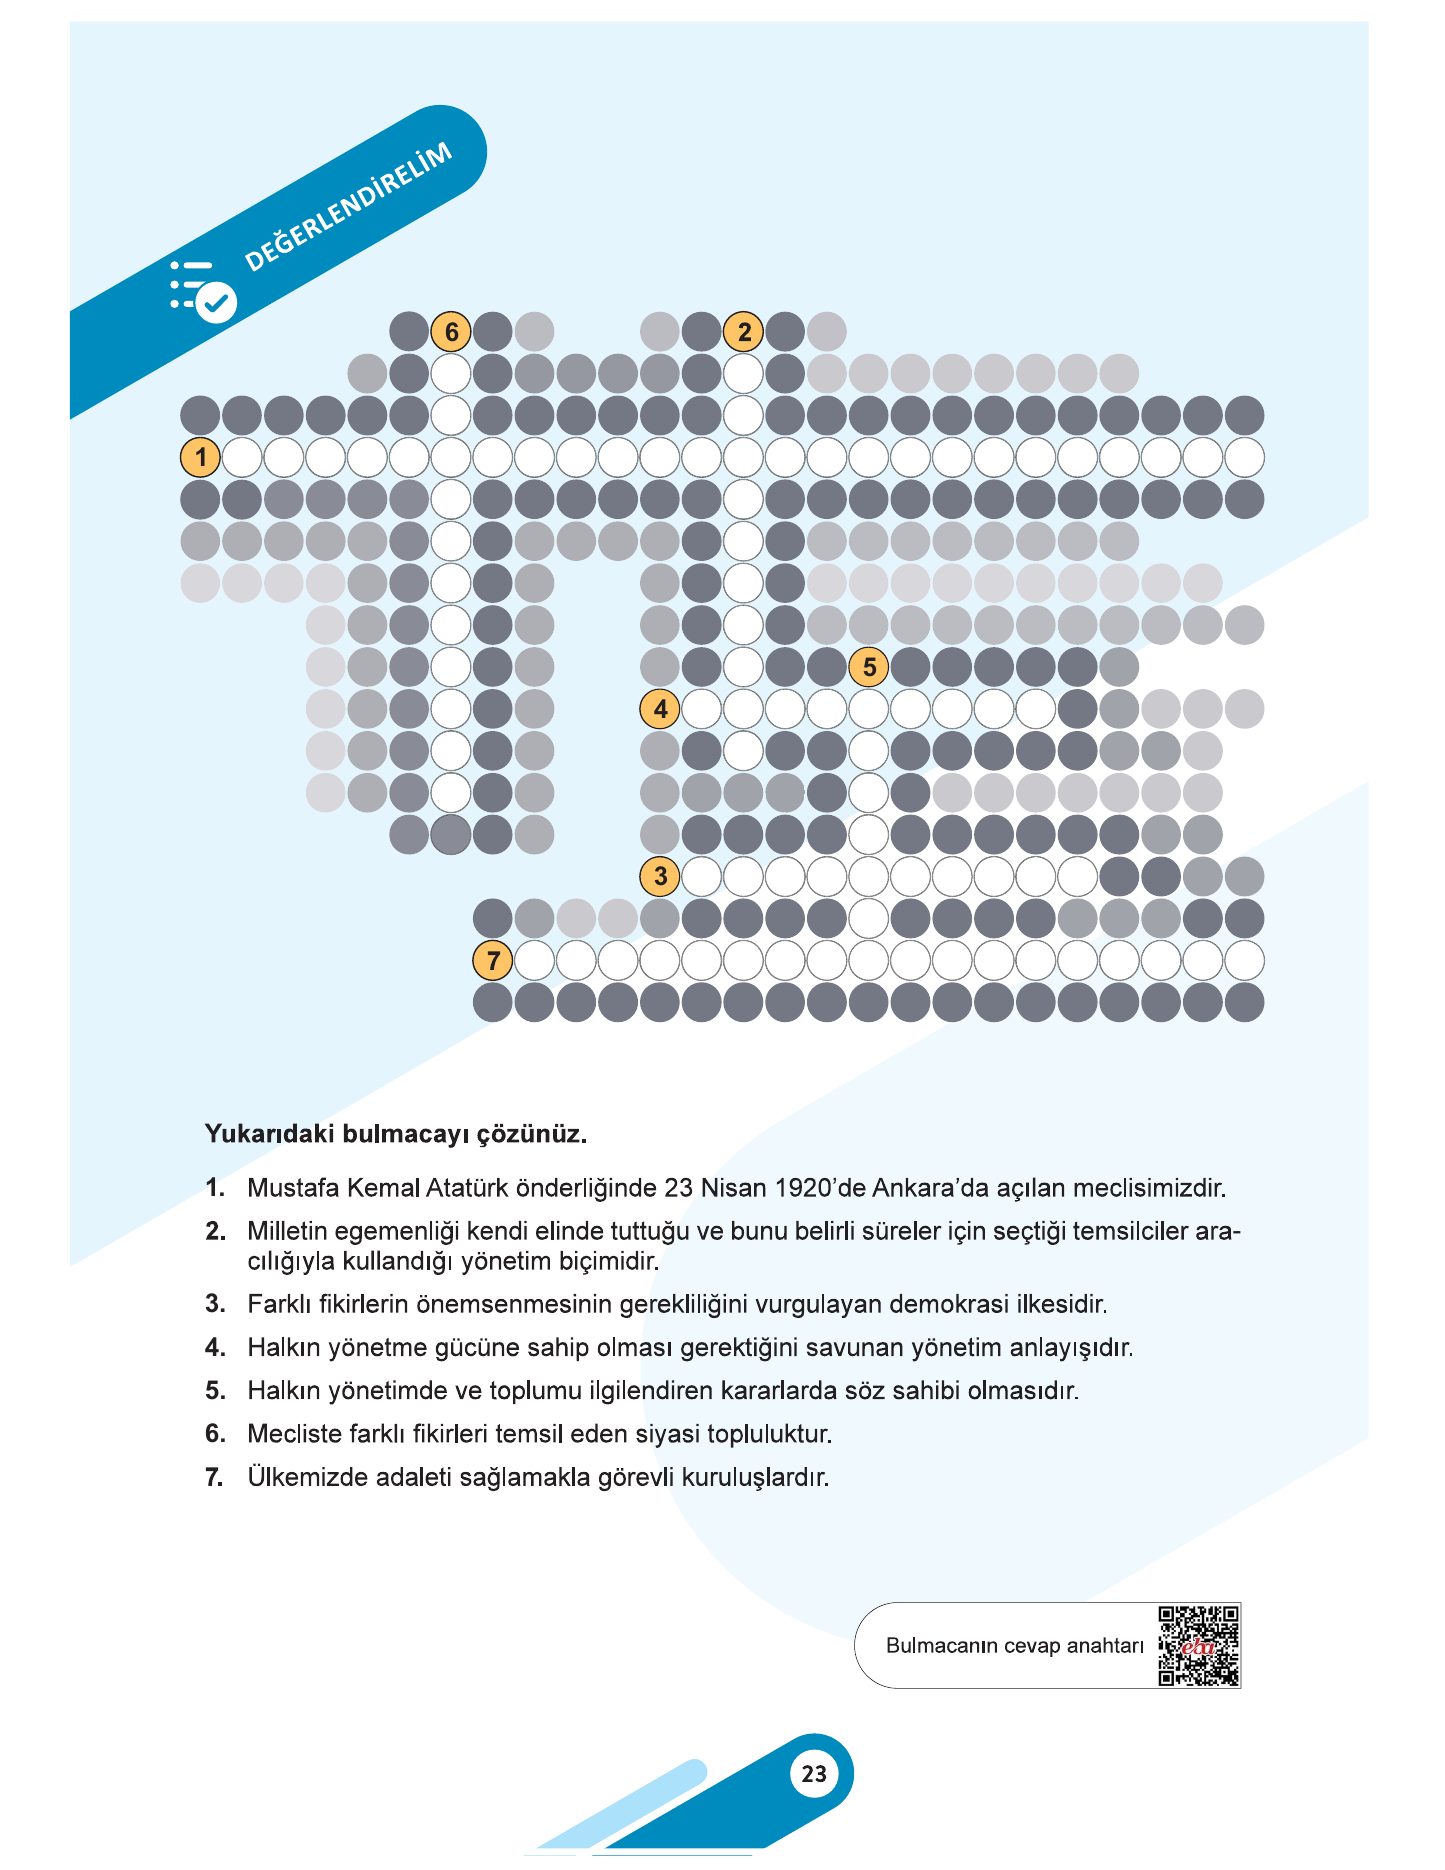 DEĞERLENDİRELİM
6 2
1
5
4
3
7
Yukarıdaki bulmacayı çözünüz.
1. Mustafa Kemal Atatürk önderliğinde 23 Nisan 1920’de Ankara’da açılan meclisimizdir.
2. Milletin egemenliği kendi elinde tuttuğu ve bunu belirli süreler için seçtiği temsilciler ara-
cılığıyla kullandığı yönetim biçimidir.
3. Farklı fikirlerin önemsenmesinin gerekliliğini vurgulayan demokrasi ilkesidir.
4. Halkın yönetme gücüne sahip olması gerektiğini savunan yönetim anlayışıdır.
5. Halkın yönetimde ve toplumu ilgilendiren kararlarda söz sahibi olmasıdır.
6. Mecliste farklı fikirleri temsil eden siyasi topluluktur.
7. Ülkemizde adaleti sağlamakla görevli kuruluşlardır.
Bulmacanın cevap anahtarı
eba
23